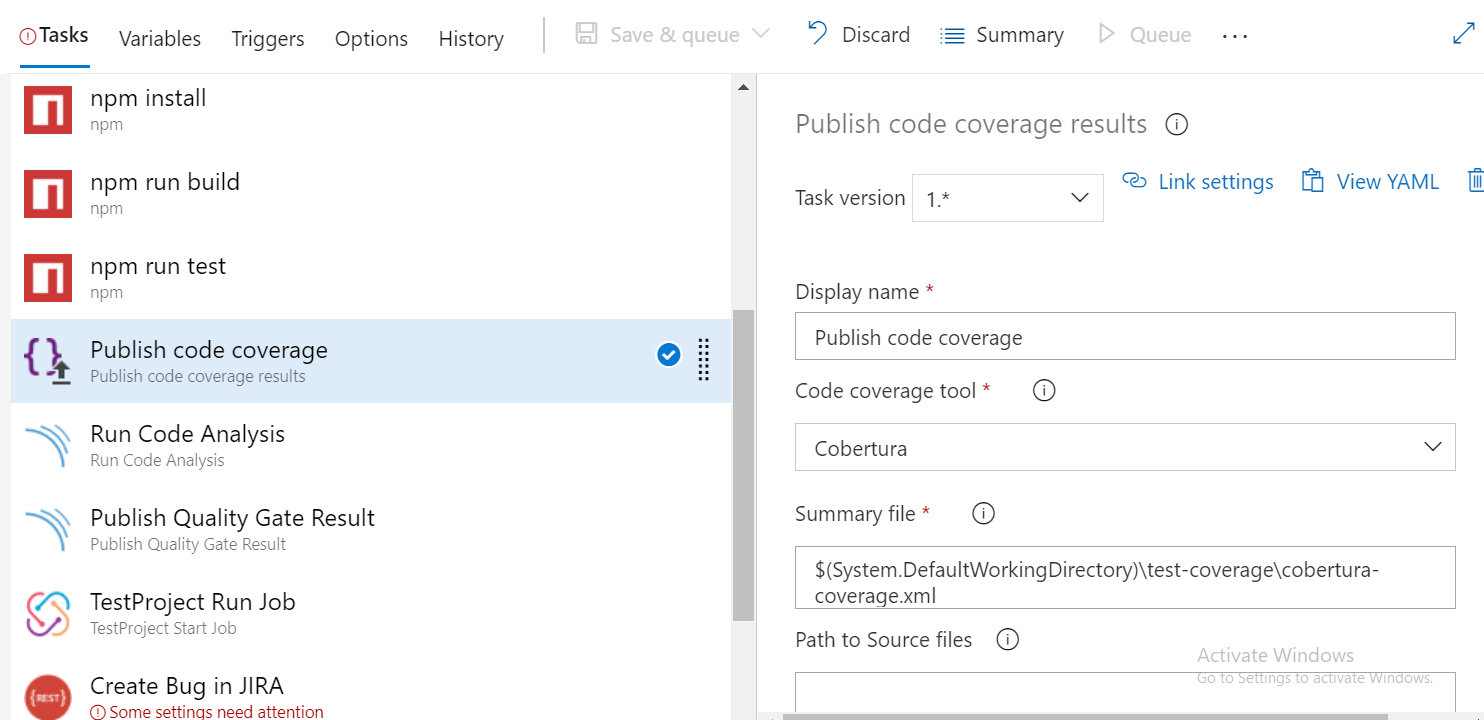 Tasks Variables Triggers Options History Save & queue Discard Summary Queue ...
npm install
npm
npm run build
npm
npm run test
npm
Publish code coverage
Publish code coverage results
Run Code Analysis
Run Code Analysis
Publish Quality Gate Result
Publish Quality Gate Result
TestProject Run Job
TestProject Start Job
{REST}
Create Bug in JIRA
Some settings need attention
Publish code coverage results
Task version 1.* Link settings View YAML
Display name *
Publish code coverage
Code coverage tool *
Cobertura
Summary file *
$(System.DefaultWorkingDirectory)\test-coverage\cobertura-
coverage.xml
Path to Source files
Activate Windows
Go to Settings to activate Windows.